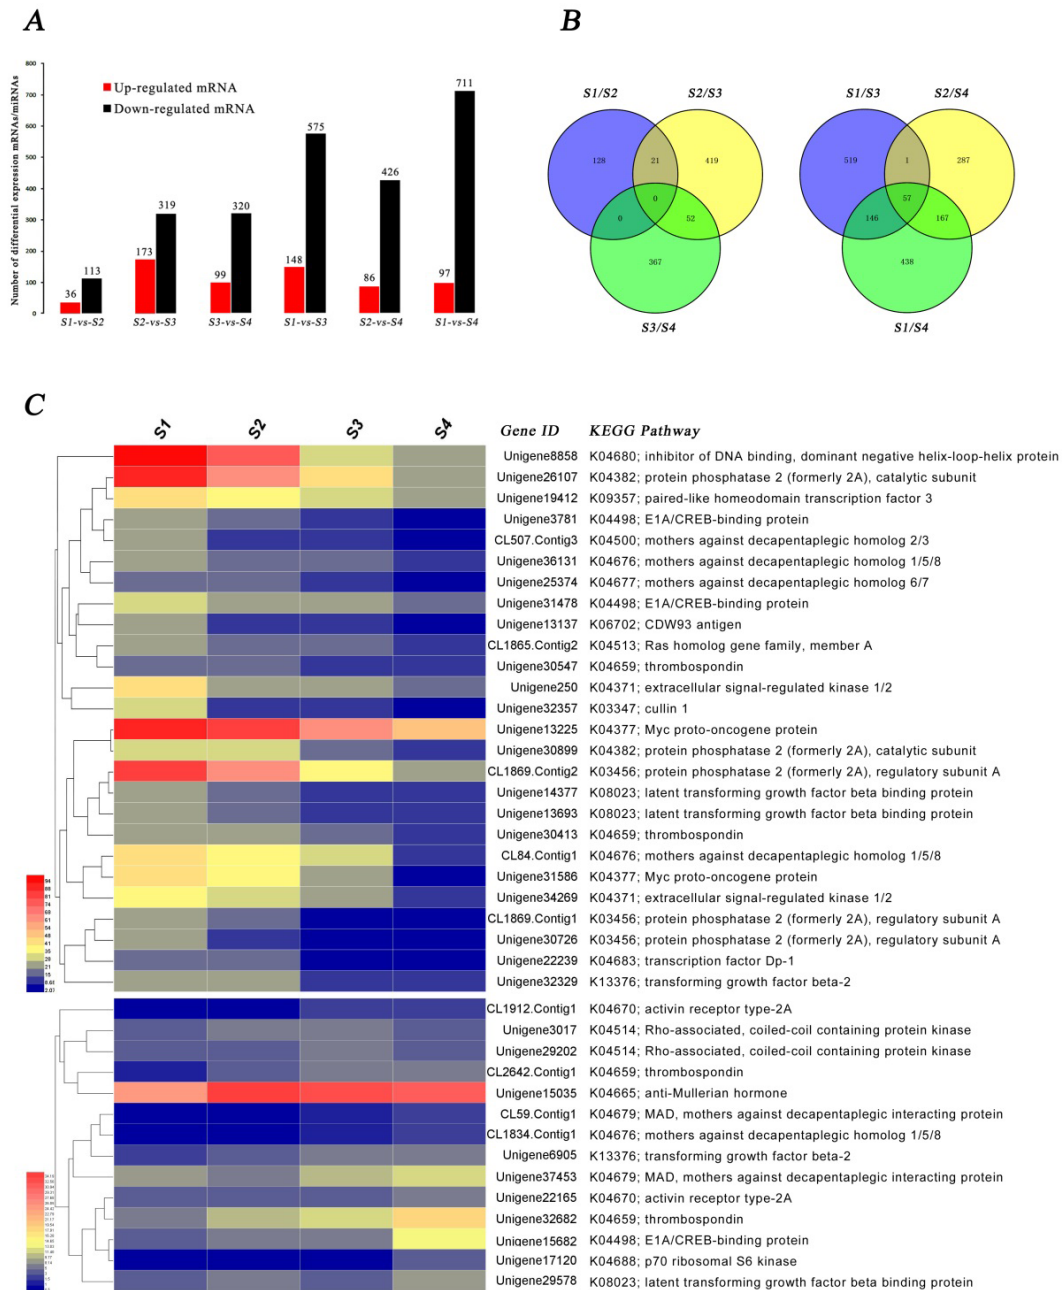 A
B
Number of differential expression mRNAs/miRNAs
800
700
600
500
400
300
200
100
0
Up-regulated mRNA
Down-regulated mRNA
36
113
173
319
99
320
148
575
86
426
97
711
S1-vs-S2
S2-vs-S3
S3-vs-S4
S1-vs-S3
S2-vs-S4
S1-vs-S4
S1/S2
S2/S3
128
21
419
0
0
52
367
S3/S4
S1/S3
S2/S4
519
1
287
57
146
167
438
S1/S4
C
S1
S2
S3
S4
Gene ID KEGG Pathway
Unigene8858 K04680; inhibitor of DNA binding, dominant negative helix-loop-helix protein
Unigene26107 K04382; protein phosphatase 2 (formerly 2A), catalytic subunit
Unigene19412 K09357; paired-like homeodomain transcription factor 3
Unigene3781 K04498; E1A/CREB-binding protein
CL507.Contig3 K04500; mothers against decapentaplegic homolog 2/3
Unigene36131 K04676; mothers against decapentaplegic homolog 1/5/8
Unigene25374 K04677; mothers against decapentaplegic homolog 6/7
Unigene31478 K04498; E1A/CREB-binding protein
Unigene13137 K06702; CDW93 antigen
CL1865.Contig2 K04513; Ras homolog gene family, member A
Unigene30547 K04659; thrombospondin
Unigene250 K04371; extracellular signal-regulated kinase 1/2
Unigene32357 K03347; cullin 1
Unigene13225 K04377; Myc proto-oncogene protein
Unigene30899 K04382; protein phosphatase 2 (formerly 2A), catalytic subunit
CL1869.Contig2 K03456; protein phosphatase 2 (formerly 2A), regulatory subunit A
Unigene14377 K08023; latent transforming growth factor beta binding protein
Unigene13693 K08023; latent transforming growth factor beta binding protein
Unigene30413 K04659; thrombospondin
CL84.Contig1 K04676; mothers against decapentaplegic homolog 1/5/8
Unigene31586 K04377; Myc proto-oncogene protein
Unigene34269 K04371; extracellular signal-regulated kinase 1/2
CL1869.Contig1 K03456; protein phosphatase 2 (formerly 2A), regulatory subunit A
Unigene30726 K03456; protein phosphatase 2 (formerly 2A), regulatory subunit A
Unigene22239 K04683; transcription factor Dp-1
Unigene32329 K13376; transforming growth factor beta-2
94
88
81
74
68
61
54
48
41
35
28
21
15
CL1912.Contig1 K04670; activin receptor type-2A
Unigene3017 K04514; Rho-associated, coiled-coil containing protein kinase
Unigene29202 K04514; Rho-associated, coiled-coil containing protein kinase
CL2642.Contig1 K04659; thrombospondin
Unigene15035 K04665; anti-Mullerian hormone
CL59.Contig1 K04679; MAD, mothers against decapentaplegic interacting protein
CL1834.Contig1 K04676; mothers against decapentaplegic homolog 1/5/8
Unigene6905 K13376; transforming growth factor beta-2
Unigene37453 K04679; MAD, mothers against decapentaplegic interacting protein
Unigene22165 K04670; activin receptor type-2A
Unigene32682 K04659; thrombospondin
Unigene15682 K04498; E1A/CREB-binding protein
Unigene17120 K04688; p70 ribosomal S6 kinase
Unigene29578 K08023; latent transforming growth factor beta binding protein